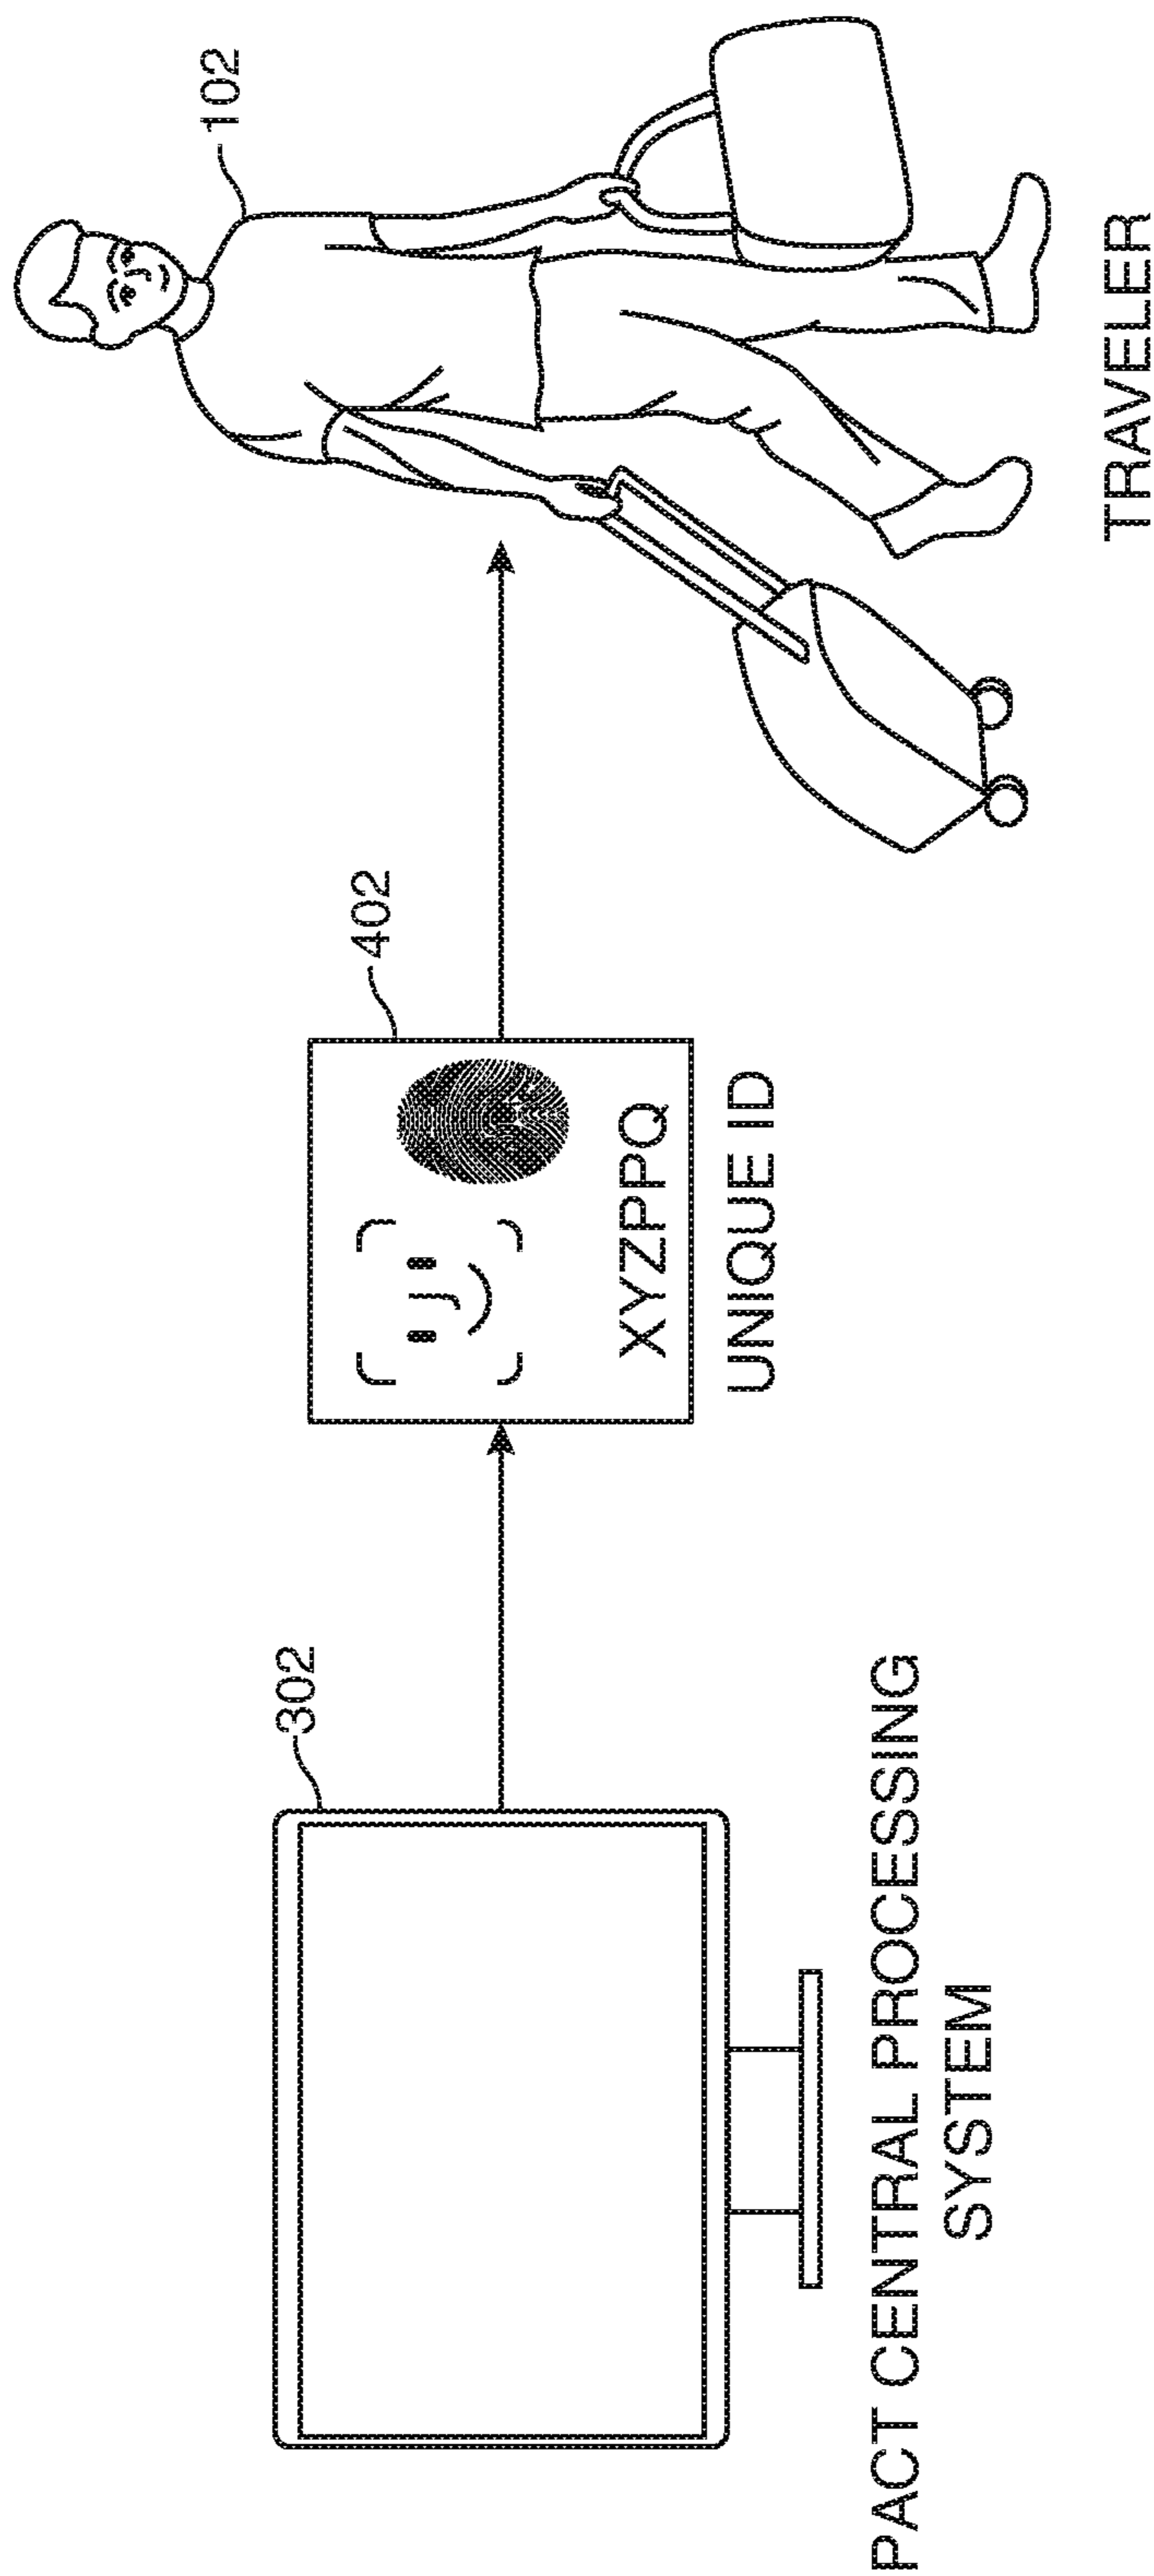 302
PACT CENTRAL PROCESSING
SYSTEM
402
XYZPPQ
UNIQUE ID
102
TRAVELER